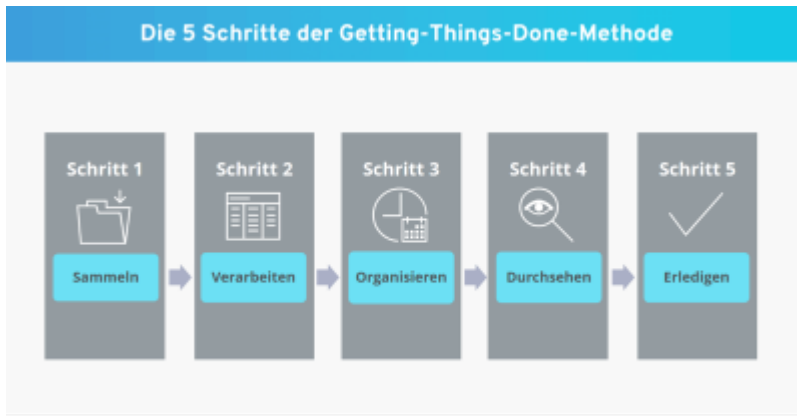 Die 5 Schritte der Getting-Things-Done-Methode
Schritt 1
Sammeln
Schritt 2
Verarbeiten
Schritt 3
Organisieren
Schritt 4
Durchsehen
Schritt 5
Erledigen